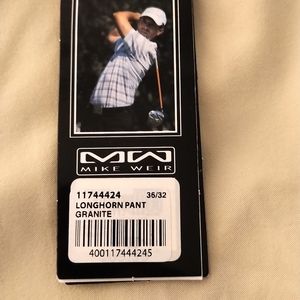 MW
MIKE WEIR
11744424 36/32
LONGHORN PANT
GRANITE
400117444245